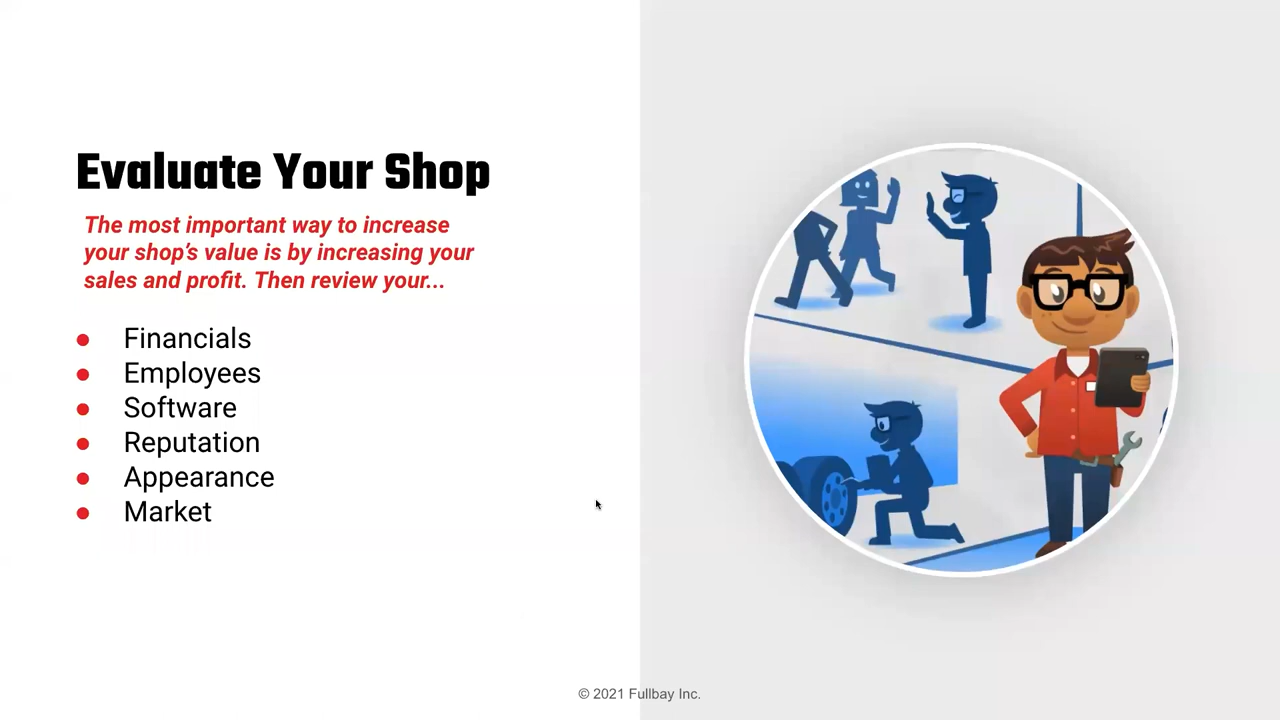 Evaluate Your Shop
The most important way to increase
your shop’s value is by increasing your
sales and profit. Then review your...
● Financials
● Employees
● Software
● Reputation
● Appearance
● Market
© 2021 Fullbay Inc.